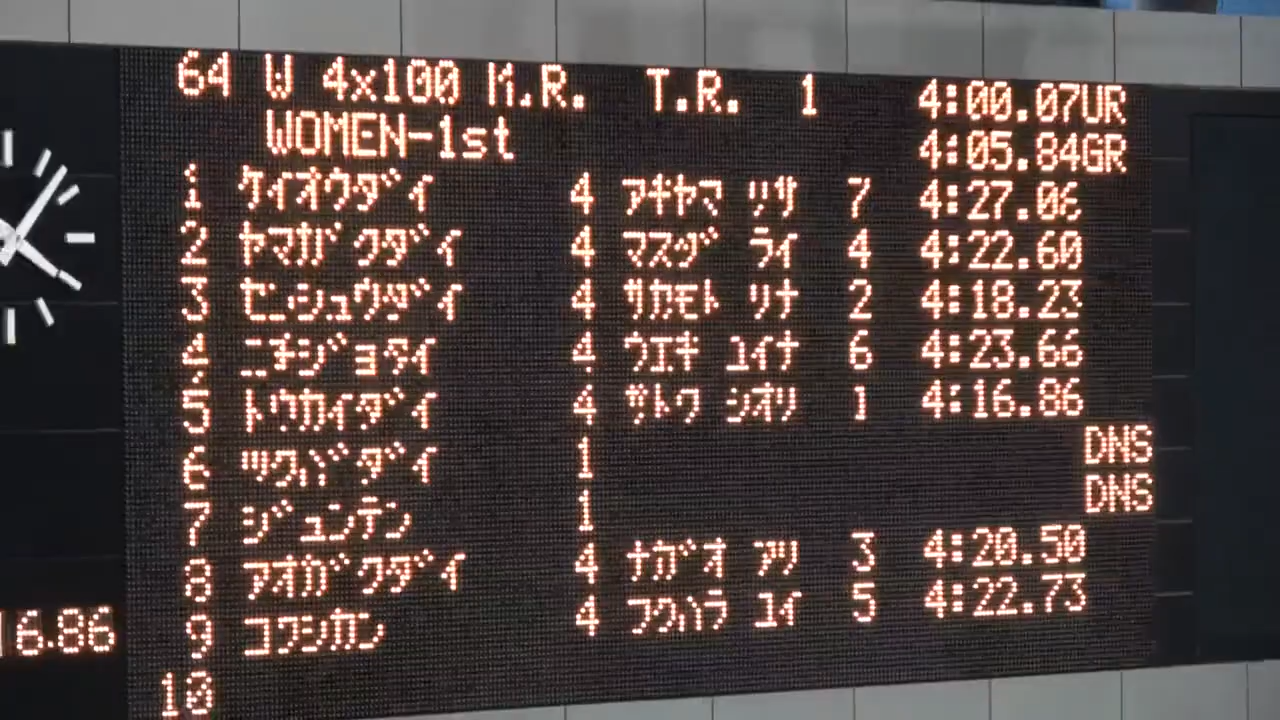 64 W 4x100 M.R. T.R. 1 4:00.07UR
WOMEN-1st 4:05.84GR
1 ケイオウダイ 4 アキヤマ リサ 7 4:27.06
2 ヤマガクダイ 4 マスダ ライ 4 4:22.60
3 センシュウダイ 4 サカモト リナ 2 4:18.23
4 ニチジョタイ 4 ウエキ ユイナ 6 4:23.66
5 トウカイダイ 4 サトウ シオリ 1 4:16.86
6 ツクバダイ 1 DNS
7 ジュンテン 1 DNS
8 アオガクダイ 4 ナガオ アリ 3 4:20.50
9 コクシカン 4 フクハラ ユイ 5 4:22.73
10
16.86